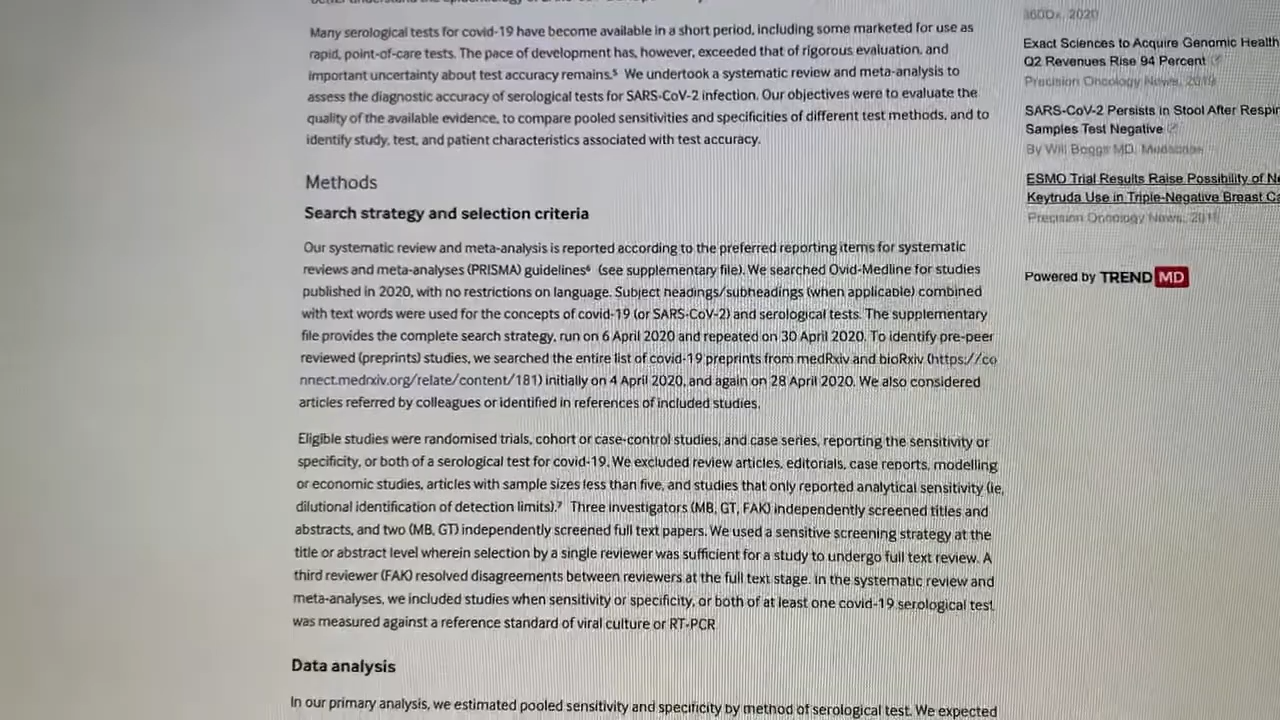 Many serological tests for covid-19 have become available in a short period, including some marketed for use as
rapid, point-of-care tests. The pace of development has, however, exceeded that of rigorous evaluation, and
important uncertainty about test accuracy remains.⁵ We undertook a systematic review and meta-analysis to
assess the diagnostic accuracy of serological tests for SARS-CoV-2 infection. Our objectives were to evaluate the
quality of the available evidence, to compare pooled sensitivities and specificities of different test methods, and to
identify study, test, and patient characteristics associated with test accuracy.
Methods
Search strategy and selection criteria
Our systematic review and meta-analysis is reported according to the preferred reporting items for systematic
reviews and meta-analyses (PRISMA) guidelines⁶ (see supplementary file). We searched Ovid-Medline for studies
published in 2020, with no restrictions on language. Subject headings/subheadings (when applicable) combined
with text words were used for the concepts of covid-19 (or SARS-CoV-2) and serological tests. The supplementary
file provides the complete search strategy, run on 6 April 2020 and repeated on 30 April 2020. To identify pre-peer
reviewed (preprints) studies, we searched the entire list of covid-19 preprints from medRxiv and bioRxiv (https://co
nnect.medrxiv.org/relate/content/181) initially on 4 April 2020, and again on 28 April 2020. We also considered
articles referred by colleagues or identified in references of included studies.
Eligible studies were randomised trials, cohort or case-control studies, and case series, reporting the sensitivity or
specificity, or both of a serological test for covid-19. We excluded review articles, editorials, case reports, modelling
or economic studies, articles with sample sizes less than five, and studies that only reported analytical sensitivity (ie,
dilutional identification of detection limits).⁷ Three investigators (MB, GT, FAK) independently screened titles and
abstracts, and two (MB, GT) independently screened full text papers. We used a sensitive screening strategy at the
title or abstract level wherein selection by a single reviewer was sufficient for a study to undergo full text review. A
third reviewer (FAK) resolved disagreements between reviewers at the full text stage. In the systematic review and
meta-analyses, we included studies when sensitivity or specificity, or both of at least one covid-19 serological test
was measured against a reference standard of viral culture or RT-PCR
Data analysis
In our primary analysis, we estimated pooled sensitivity and specificity by method of serological test. We expected
360Dx, 2020
Exact Sciences to Acquire Genomic Health
Q2 Revenues Rise 94 Percent
Precision Oncology News, 2019
SARS-CoV-2 Persists in Stool After
Samples Test Negative
By Will Boggs MD, Medscape
ESMO Trial Results Raise Possibility of
Keytruda Use in Triple-Negative Breast
Precision Oncology News,
Powered by TREND MD